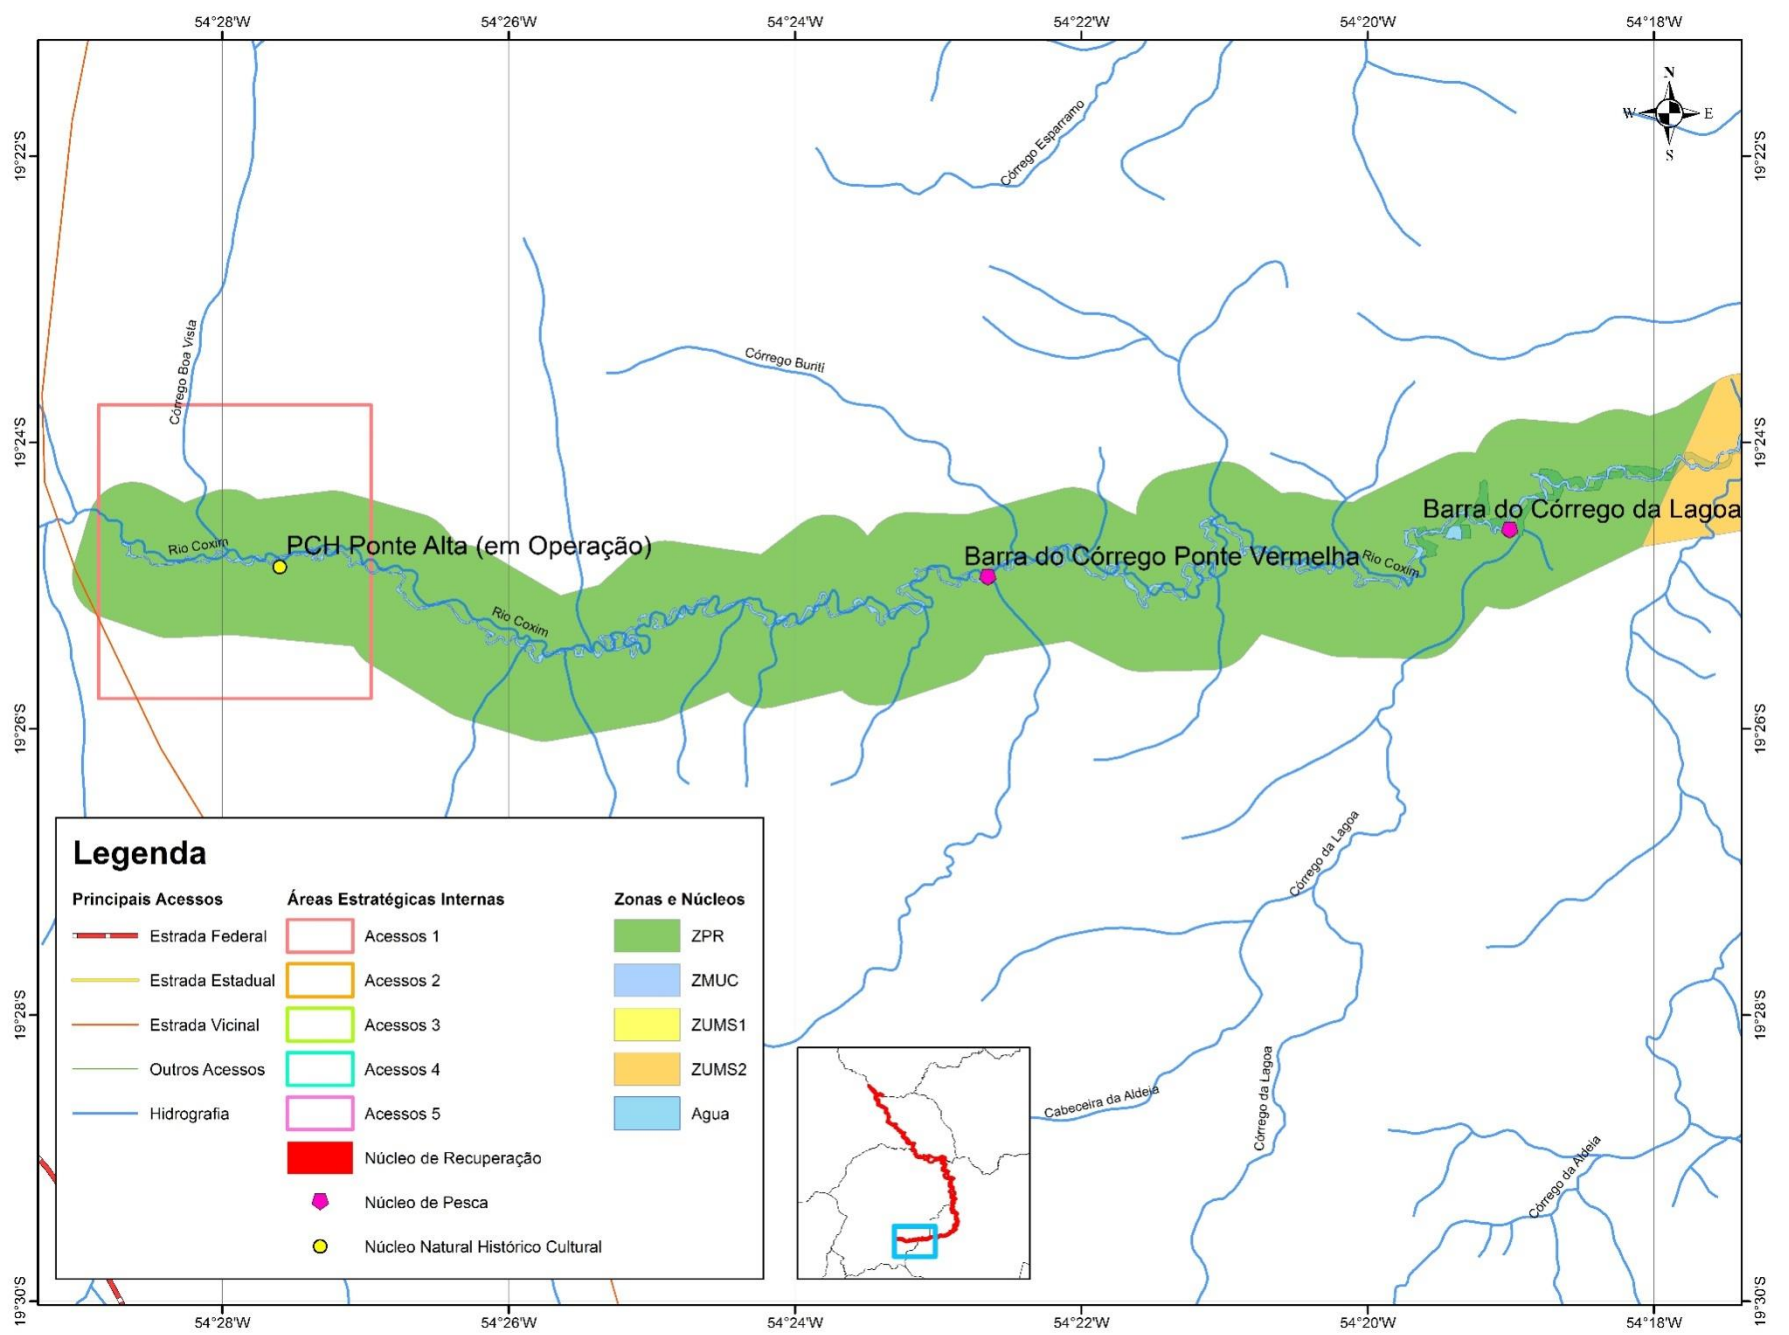 54°28'W 54°26'W 54°24'W 54°22'W 54°20'W 54°18'W
N
W E
S
19°22'S 19°22'S
Córrego Esparramo
Córrego Boa Vista
Córrego Buriti
19°24'S 19°24'S
Barra do Córrego da Lagoa
Rio Coxim
PCH Ponte Alta (em Operação)
Barra do Córrego Ponte Vermelha
Rio Coxim
Rio Coxim
19°26'S 19°26'S
Córrego da Lagoa
Legenda
Principais Acessos
Estrada Federal
Estrada Estadual
Estrada Vicinal
Outros Acessos
Hidrografia
Áreas Estratégicas Internas
Acessos 1
Acessos 2
Acessos 3
Acessos 4
Acessos 5
Núcleo de Recuperação
Núcleo de Pesca
Núcleo Natural Histórico Cultural
Zonas e Núcleos
ZPR
ZMUC
ZUMS1
ZUMS2
Agua
19°28'S 19°28'S
Cabeceira da Aldeia
Córrego da Lagoa
Córrego da Aldeia
19°30'S 19°30'S
54°28'W 54°26'W 54°24'W 54°22'W 54°20'W 54°18'W